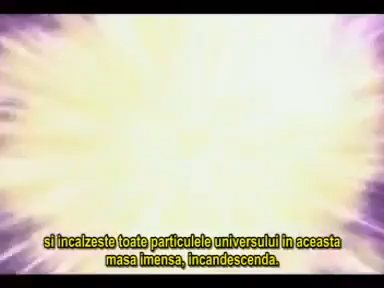 si incalzeste toate particulele universului in aceasta
masa imensa, incandescenda.